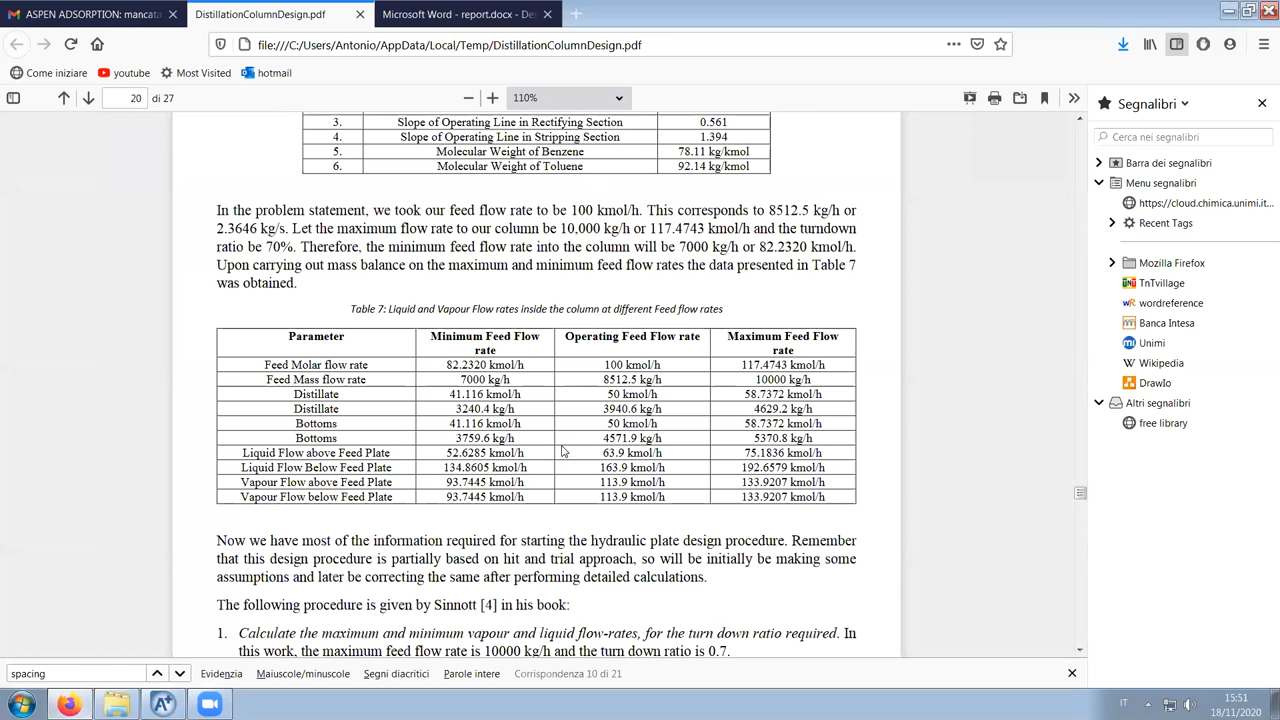 ASPEN ADSORPTION: mancata
DistillationColumnDesign.pdf
Microsoft Word - report.docx - De
file:///C:/Users/Antonio/AppData/Local/Temp/DistillationColumnDesign.pdf
Come iniziare youtube Most Visited hotmail
20 di 27 110%
3. Slope of Operating Line in Rectifying Section 0.561
4. Slope of Operating Line in Stripping Section 1.394
5. Molecular Weight of Benzene 78.11 kg/kmol
6. Molecular Weight of Toluene 92.14 kg/kmol
In the problem statement, we took our feed flow rate to be 100 kmol/h. This corresponds to 8512.5 kg/h or
2.3646 kg/s. Let the maximum flow rate to our column be 10,000 kg/h or 117.4743 kmol/h and the turndown
ratio be 70%. Therefore, the minimum feed flow rate into the column will be 7000 kg/h or 82.2320 kmol/h.
Upon carrying out mass balance on the maximum and minimum feed flow rates the data presented in Table 7
was obtained.
Table 7: Liquid and Vapour Flow rates inside the column at different Feed flow rates
Parameter Minimum Feed Flow rate Operating Feed Flow rate Maximum Feed Flow rate
Feed Molar flow rate 82.2320 kmol/h 100 kmol/h 117.4743 kmol/h
Feed Mass flow rate 7000 kg/h 8512.5 kg/h 10000 kg/h
Distillate 41.116 kmol/h 50 kmol/h 58.7372 kmol/h
Distillate 3240.4 kg/h 3940.6 kg/h 4629.2 kg/h
Bottoms 41.116 kmol/h 50 kmol/h 58.7372 kmol/h
Bottoms 3759.6 kg/h 4571.9 kg/h 5370.8 kg/h
Liquid Flow above Feed Plate 52.6285 kmol/h 63.9 kmol/h 75.1836 kmol/h
Liquid Flow Below Feed Plate 134.8605 kmol/h 163.9 kmol/h 192.6579 kmol/h
Vapour Flow above Feed Plate 93.7445 kmol/h 113.9 kmol/h 133.9207 kmol/h
Vapour Flow below Feed Plate 93.7445 kmol/h 113.9 kmol/h 133.9207 kmol/h
Now we have most of the information required for starting the hydraulic plate design procedure. Remember
that this design procedure is partially based on hit and trial approach, so will be initially be making some
assumptions and later be correcting the same after performing detailed calculations.
The following procedure is given by Sinnott [4] in his book:
1. Calculate the maximum and minimum vapour and liquid flow-rates, for the turn down ratio required. In
this work, the maximum feed flow rate is 10000 kg/h and the turn down ratio is 0.7.
Segnalibri
Cerca nei segnalibri
Barra dei segnalibri
Menu segnalibri
https://cloud.chimica.unimi.it...
Recent Tags
Mozilla Firefox
TnTvillage
wordreference
Banca Intesa
Unimi
Wikipedia
DrawIo
Altri segnalibri
free library
spacing Evidenzia Maiuscole/minuscole Segni diacritici Parole intere Corrispondenza 10 di 21
IT 15:51
18/11/2020